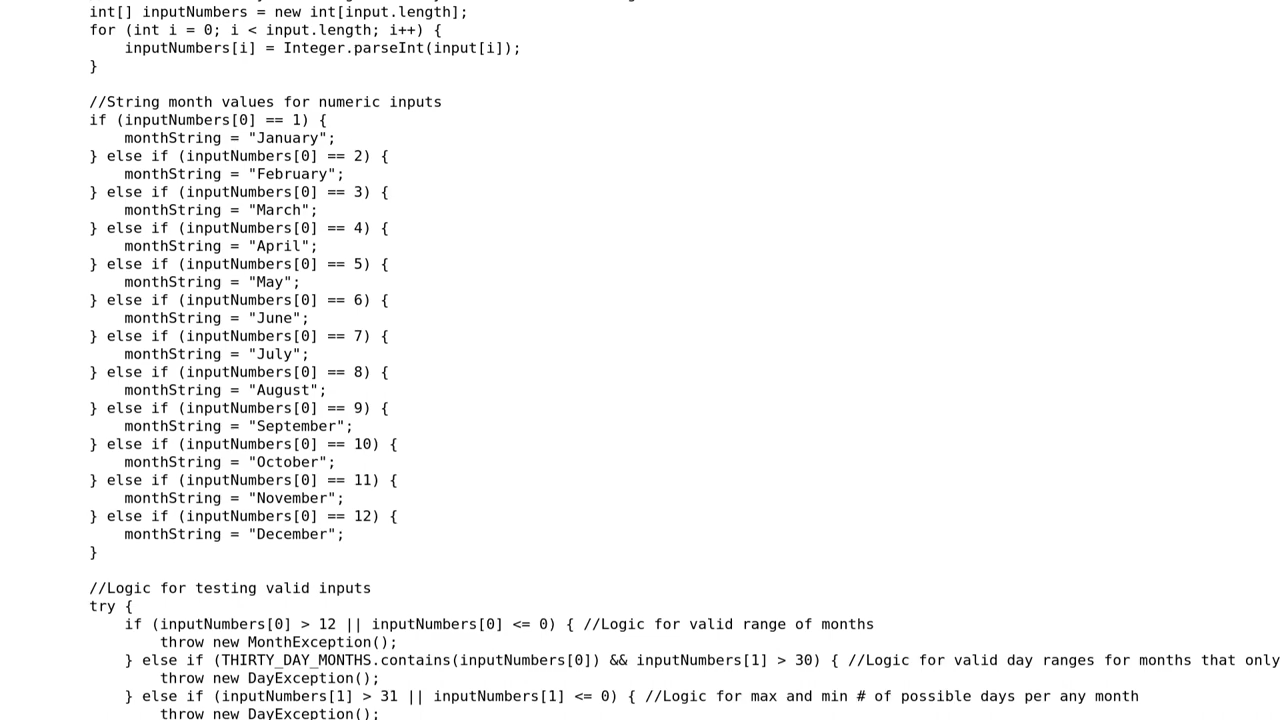 int[] inputNumbers = new int[input.length];
for (int i = 0; i < input.length; i++) {
    inputNumbers[i] = Integer.parseInt(input[i]);
}

//String month values for numeric inputs
if (inputNumbers[0] == 1) {
    monthString = "January";
} else if (inputNumbers[0] == 2) {
    monthString = "February";
} else if (inputNumbers[0] == 3) {
    monthString = "March";
} else if (inputNumbers[0] == 4) {
    monthString = "April";
} else if (inputNumbers[0] == 5) {
    monthString = "May";
} else if (inputNumbers[0] == 6) {
    monthString = "June";
} else if (inputNumbers[0] == 7) {
    monthString = "July";
} else if (inputNumbers[0] == 8) {
    monthString = "August";
} else if (inputNumbers[0] == 9) {
    monthString = "September";
} else if (inputNumbers[0] == 10) {
    monthString = "October";
} else if (inputNumbers[0] == 11) {
    monthString = "November";
} else if (inputNumbers[0] == 12) {
    monthString = "December";
}

//Logic for testing valid inputs
try {
    if (inputNumbers[0] > 12 || inputNumbers[0] <= 0) { //Logic for valid range of months
        throw new MonthException();
    } else if (THIRTY_DAY_MONTHS.contains(inputNumbers[0]) && inputNumbers[1] > 30) { //Logic for valid day ranges for months that only
        throw new DayException();
    } else if (inputNumbers[1] > 31 || inputNumbers[1] <= 0) { //Logic for max and min # of possible days per any month
        throw new DayException();